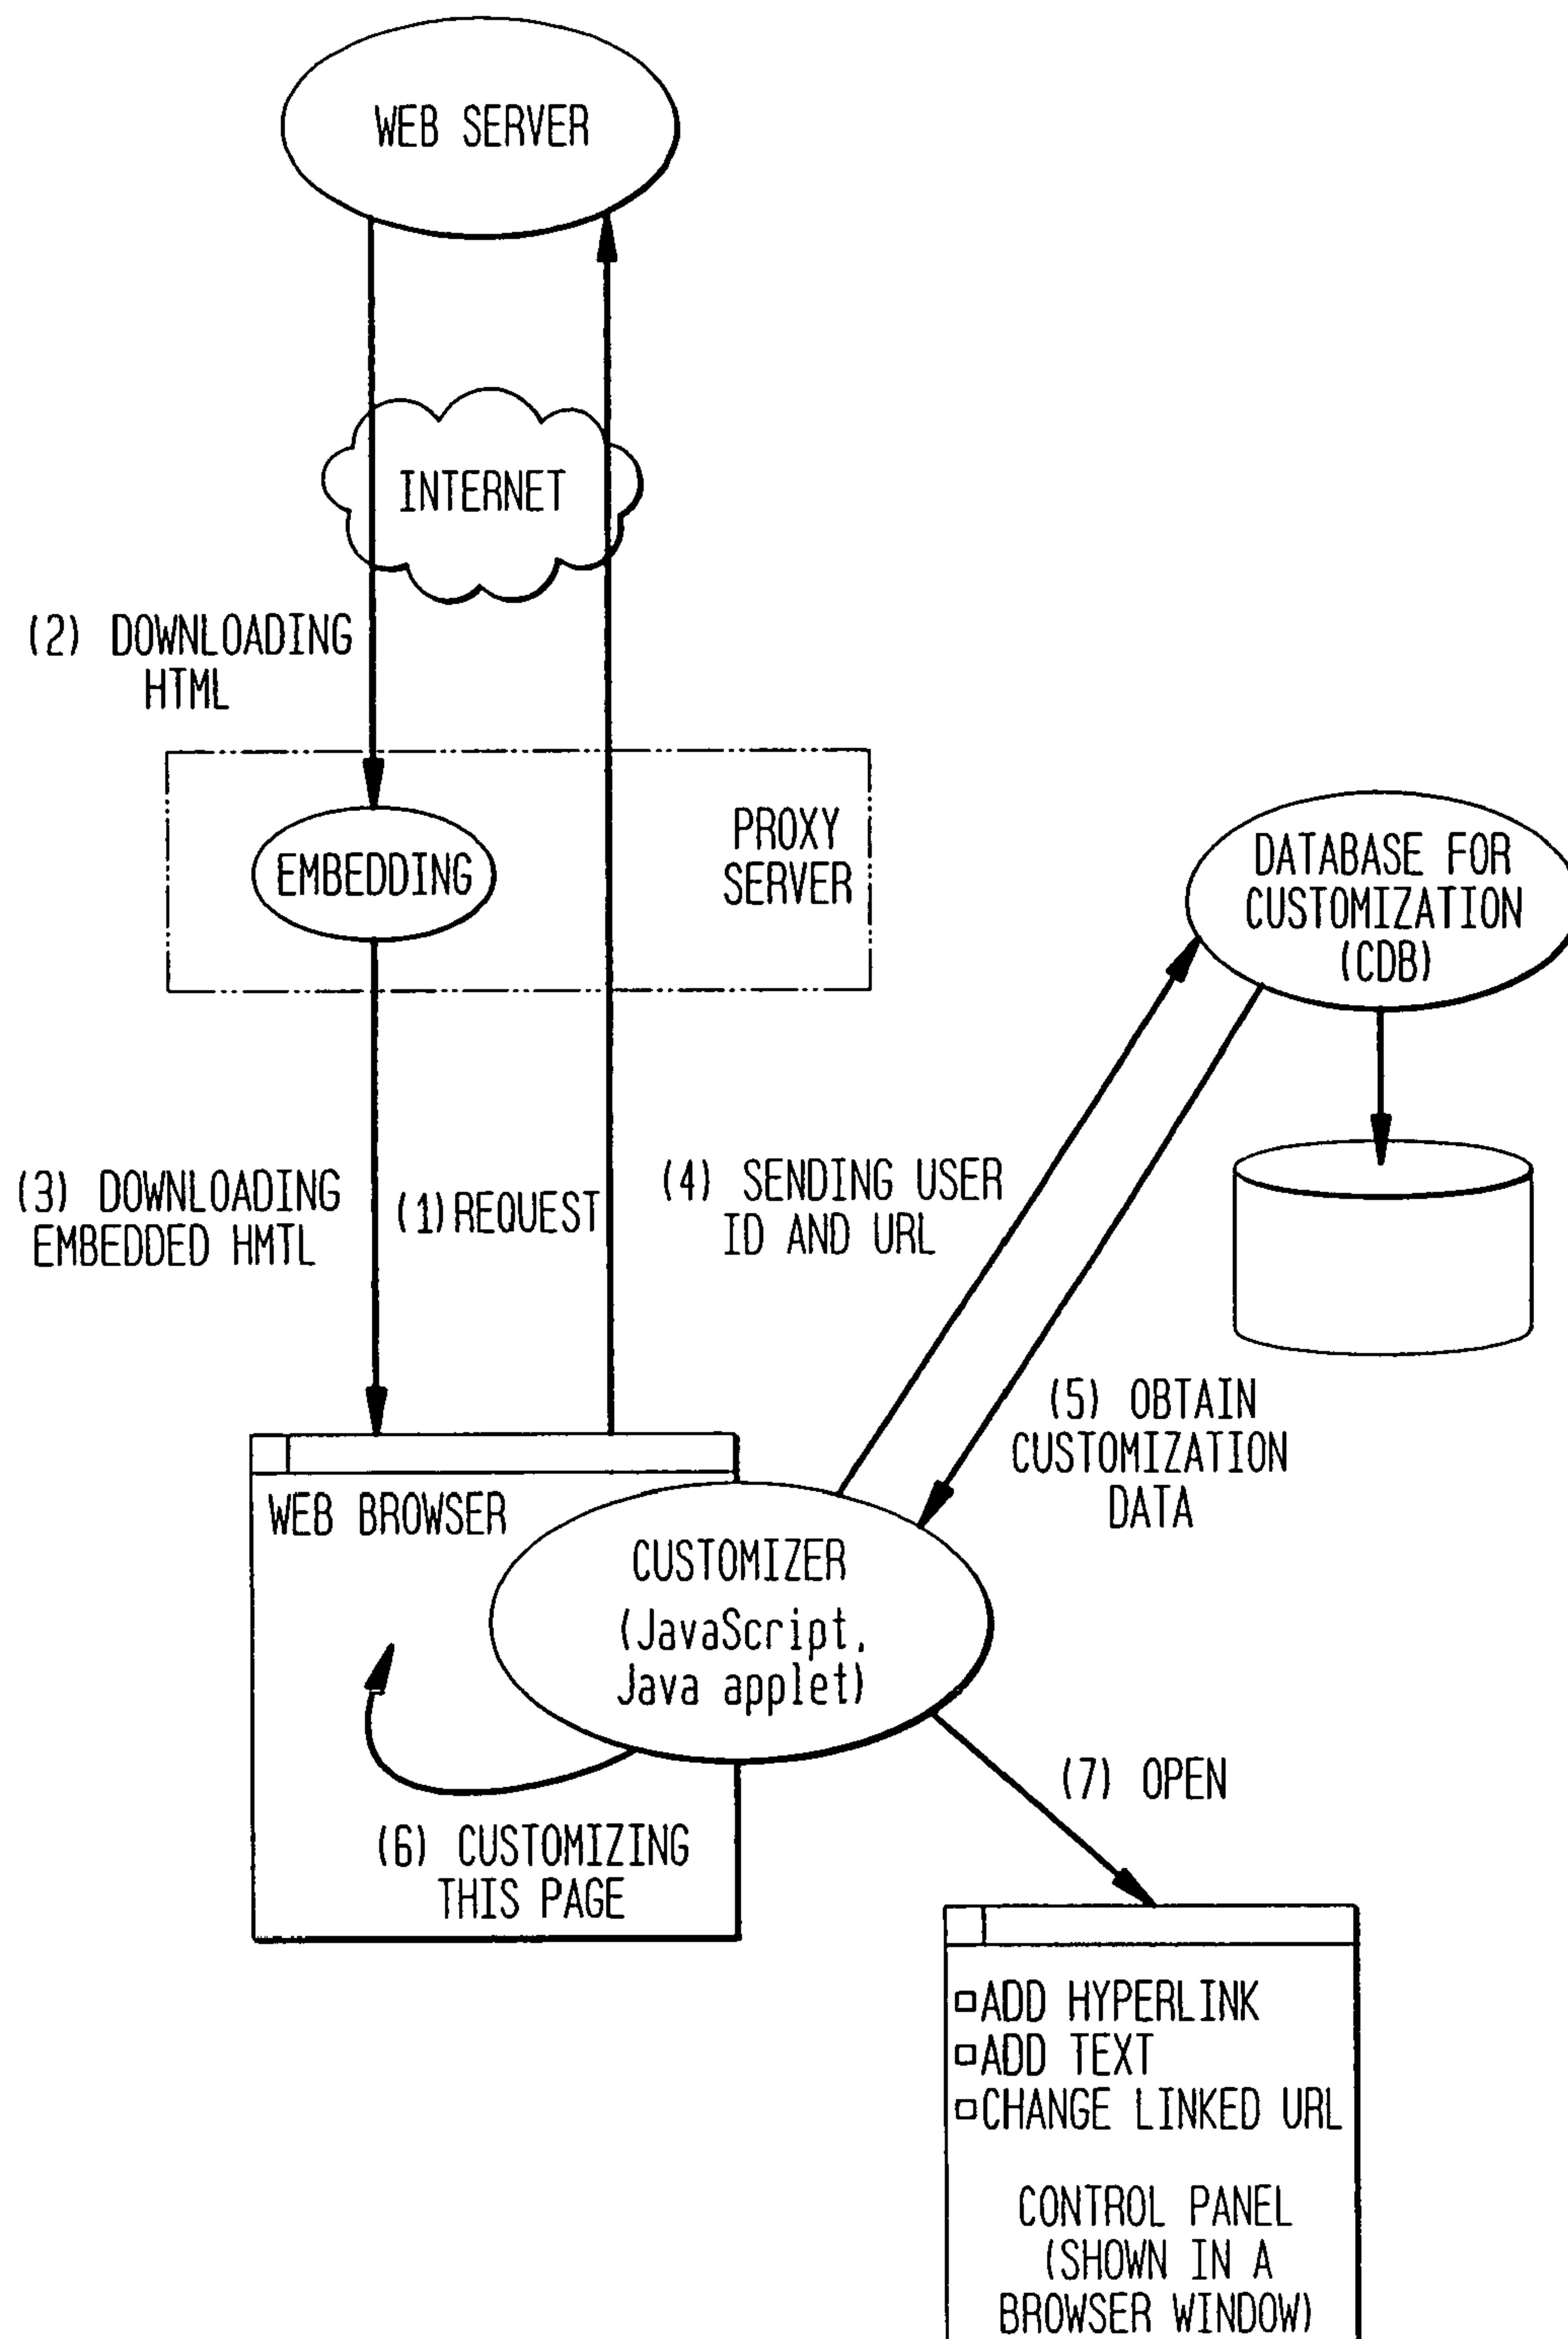 WEB SERVER
INTERNET
(2) DOWNLOADING
HTML
PROXY
SERVER
EMBEDDING
DATABASE FOR
CUSTOMIZATION
(CDB)
(3) DOWNLOADING
EMBEDDED HMTL
(1) REQUEST
(4) SENDING USER
ID AND URL
(5) OBTAIN
CUSTOMIZATION
DATA
WEB BROWSER
CUSTOMIZER
(JavaScript,
Java applet)
(6) CUSTOMIZING
THIS PAGE
(7) OPEN
ADD HYPERLINK
ADD TEXT
CHANGE LINKED URL
CONTROL PANEL
(SHOWN IN A
BROWSER WINDOW)